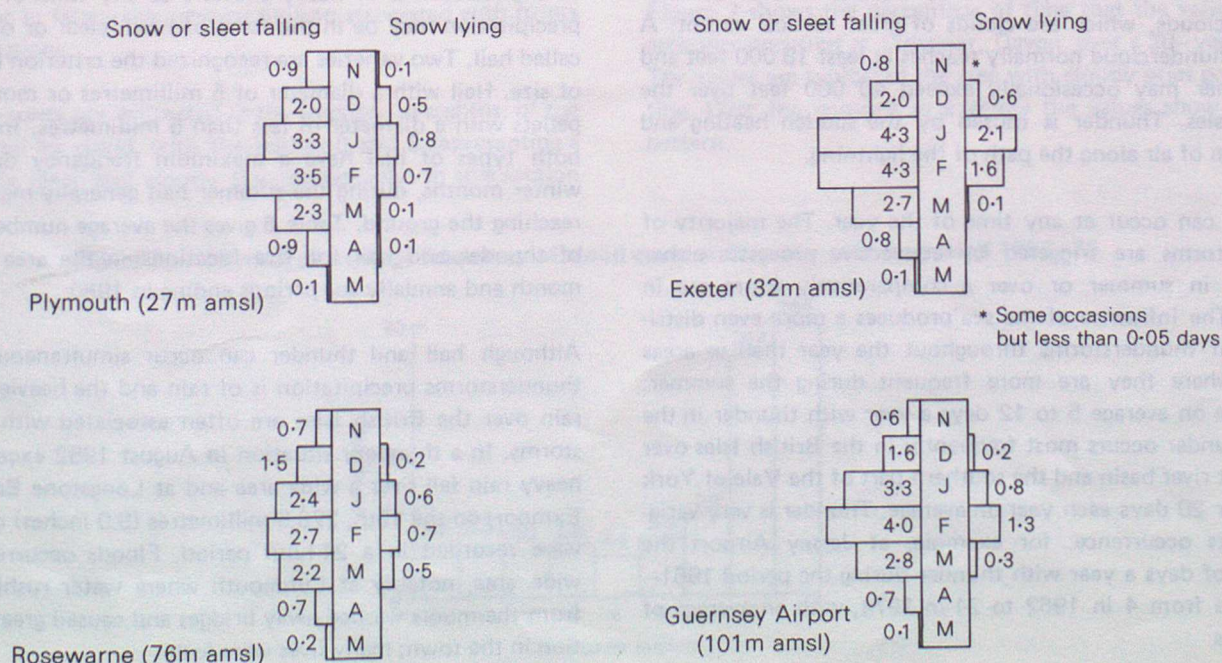 Snow or sleet falling Snow lying
0·9 N 0·1
2·0 D 0·5
3·3 J 0·8
3·5 F 0·7
2·3 M 0·1
0·9 A 0·1
0·1 M
Plymouth (27m amsl)
Snow or sleet falling Snow lying
0·8 N
2·0 D 0·6
4·3 J 2·1
4·3 F 1·6
2·7 M 0·1
0·8 A
0·1 M
Exeter (32m amsl)
* Some occasions
but less than 0·05 days
0·7 N
1·5 D 0·2
2·4 J 0·6
2·7 F 0·7
2·2 M 0·5
0·7 A
0·2 M
Rosewarne (76m amsl)
0·6 N
1·6 D 0·2
3·3 J 0·8
4·0 F 1·3
2·8 M 0·3
0·7 A
0·1 M
Guernsey Airport
(101m amsl)